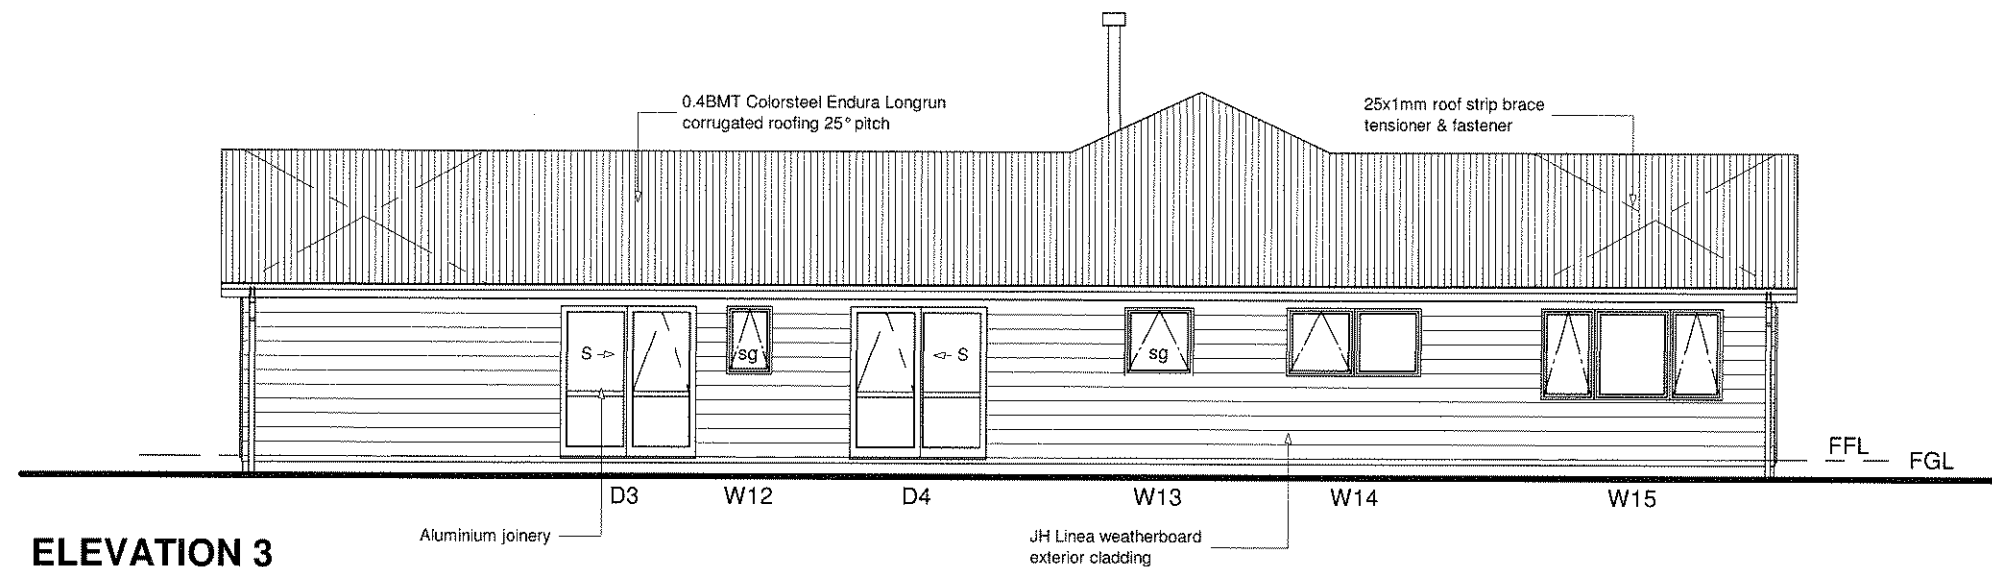 0.4BMT Colorsteel Endura Longrun
corrugated roofing 25° pitch
25x1mm roof strip brace
tensioner & fastener
S
sg
S
sg
FFL
FGL
D3
W12
D4
W13
W14
W15
Aluminium joinery
JH Linea weatherboard
exterior cladding
ELEVATION 3